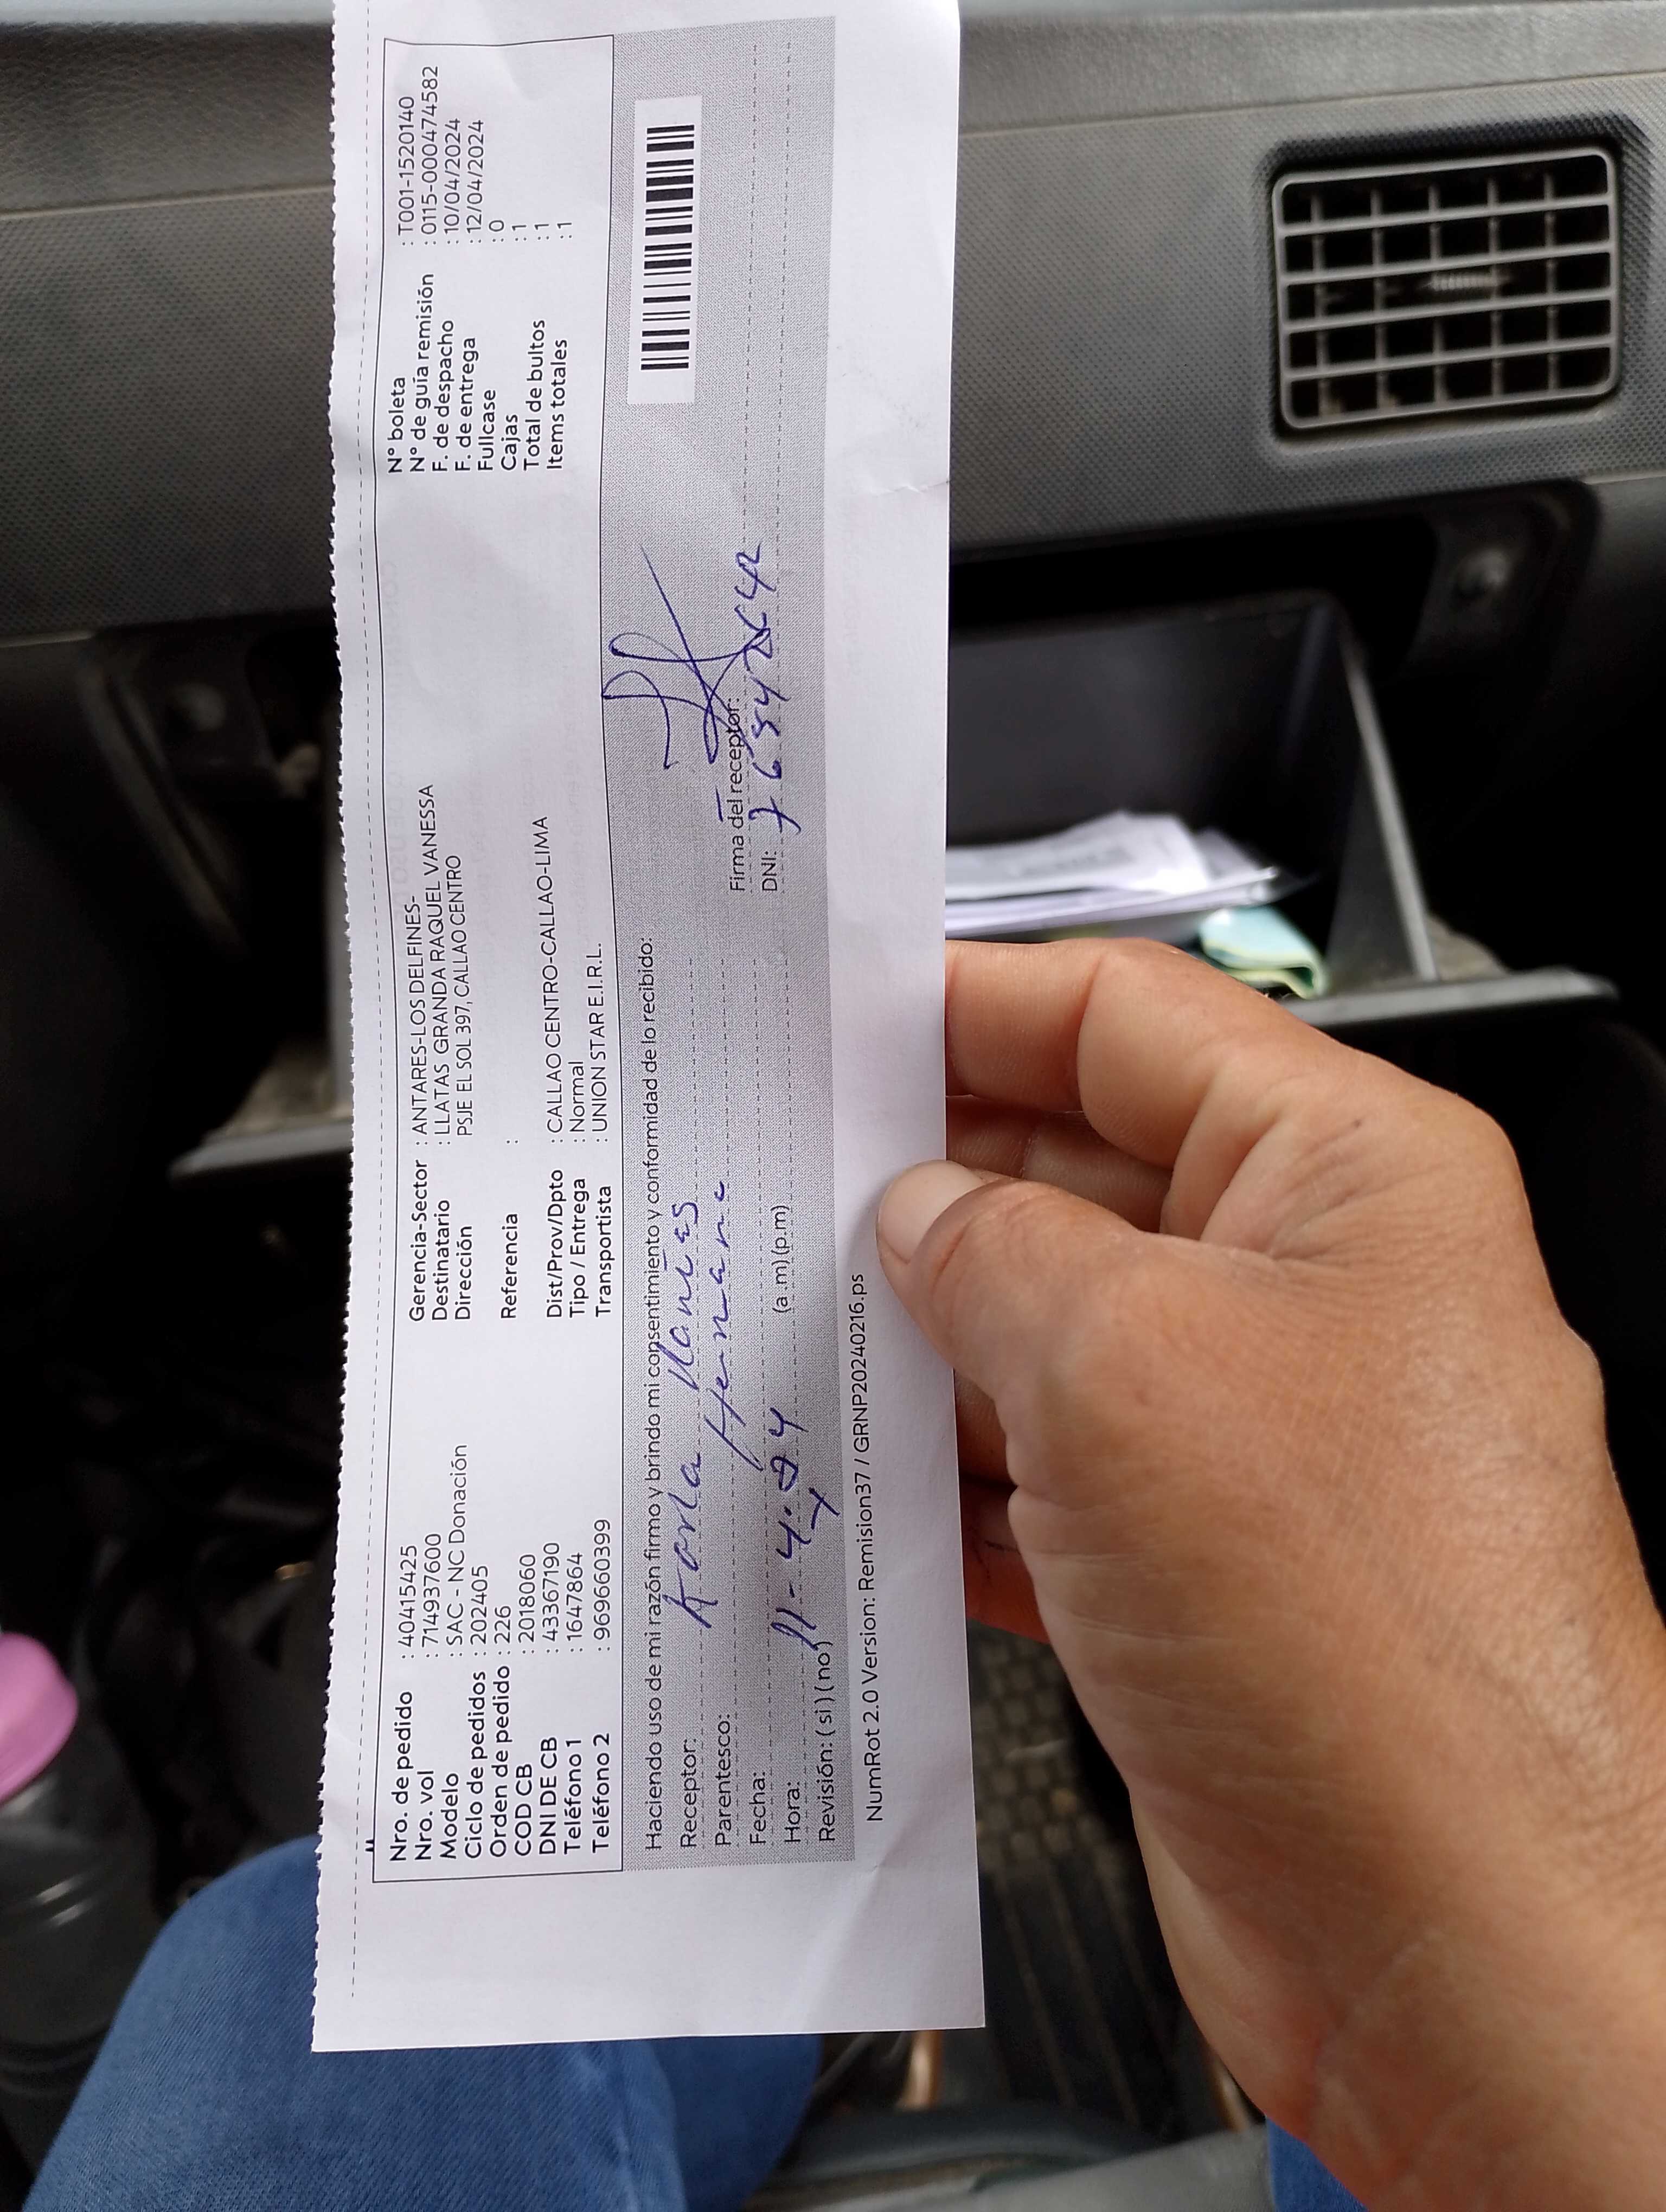 Nro. de pedido : 40415425
Nro. vol : 714937600
Modelo : SAC - NC Donación
Ciclo de pedidos : 202405
Orden de pedido : 226
COD CB : 2018060
DNI DE CB : 43367190
Teléfono 1 : 1647864
Teléfono 2 : 969660399
Gerencia-Sector : ANTARES-LOS DELFINES-
Destinatario : LLATAS GRANDA RAQUEL VANESSA
Dirección PSJE EL SOL 397, CALLAO CENTRO
Referencia :
Dist/Prov/Dpto : CALLAO CENTRO-CALLAO-LIMA
Tipo / Entrega : Normal
Transportista : UNION STAR E.I.R.L.
N° boleta : T001-1520140
N° de guía remisión : 0115-000474582
F. de despacho : 10/04/2024
F. de entrega : 12/04/2024
Fullcase : 0
Cajas : 1
Total de bultos : 1
Items totales : 1
Haciendo uso de mi razón firmo y brindo mi consentimiento y conformidad de lo recibido:
Receptor: Karla
Parentesco:
Fecha: 11-4-24
Hora: (a.m)(p.m)
Revisión: (si) (no)
Firma del receptor:
DNI:
NumRot 2.0 Version: Remision37 / GRNP20240216.ps